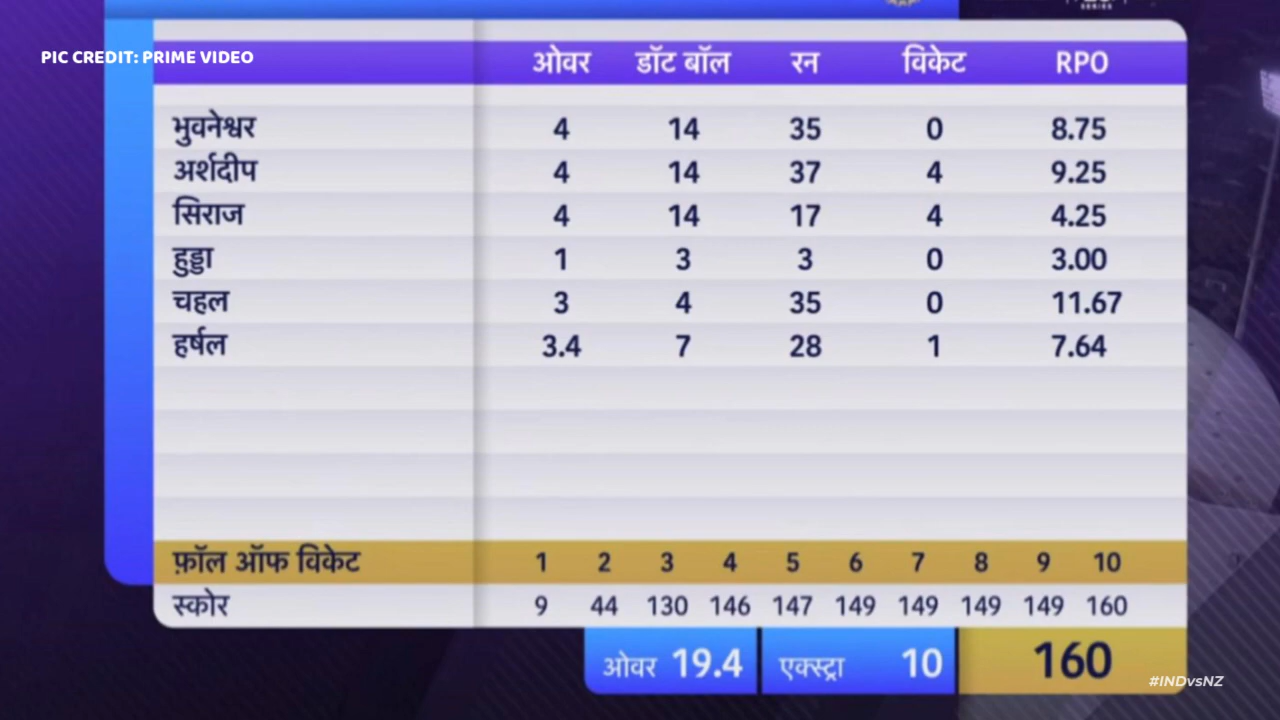 PIC CREDIT: PRIME VIDEO
ओवर डॉट बॉल रन विकेट RPO
भुवनेश्वर 4 14 35 0 8.75
अर्शदीप 4 14 37 4 9.25
सिराज 4 14 17 4 4.25
हुड्डा 1 3 3 0 3.00
चहल 3 4 35 0 11.67
हर्षल 3.4 7 28 1 7.64
फ़ॉल ऑफ विकेट 1 2 3 4 5 6 7 8 9 10
स्कोर 9 44 130 146 147 149 149 149 149 160
ओवर 19.4 एक्स्ट्रा 10 160
#INDvsNZ